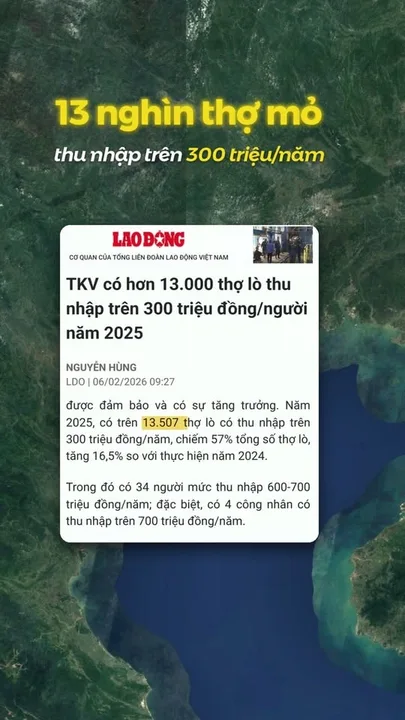 13 nghìn thợ mỏ
thu nhập trên 300 triệu/năm
LAO ĐỘNG
CƠ QUAN CỦA TỔNG LIÊN ĐOÀN LAO ĐỘNG VIỆT NAM
TKV có hơn 13.000 thợ lò thu
nhập trên 300 triệu đồng/người
năm 2025
NGUYỄN HÙNG
LDO | 06/02/2026 09:27
được đảm bảo và có sự tăng trưởng. Năm
2025, có trên 13.507 thợ lò có thu nhập trên
300 triệu đồng/năm, chiếm 57% tổng số thợ lò,
tăng 16,5% so với thực hiện năm 2024.
Trong đó có 34 người mức thu nhập 600-700
triệu đồng/năm; đặc biệt, có 4 công nhân có
thu nhập trên 700 triệu đồng/năm.